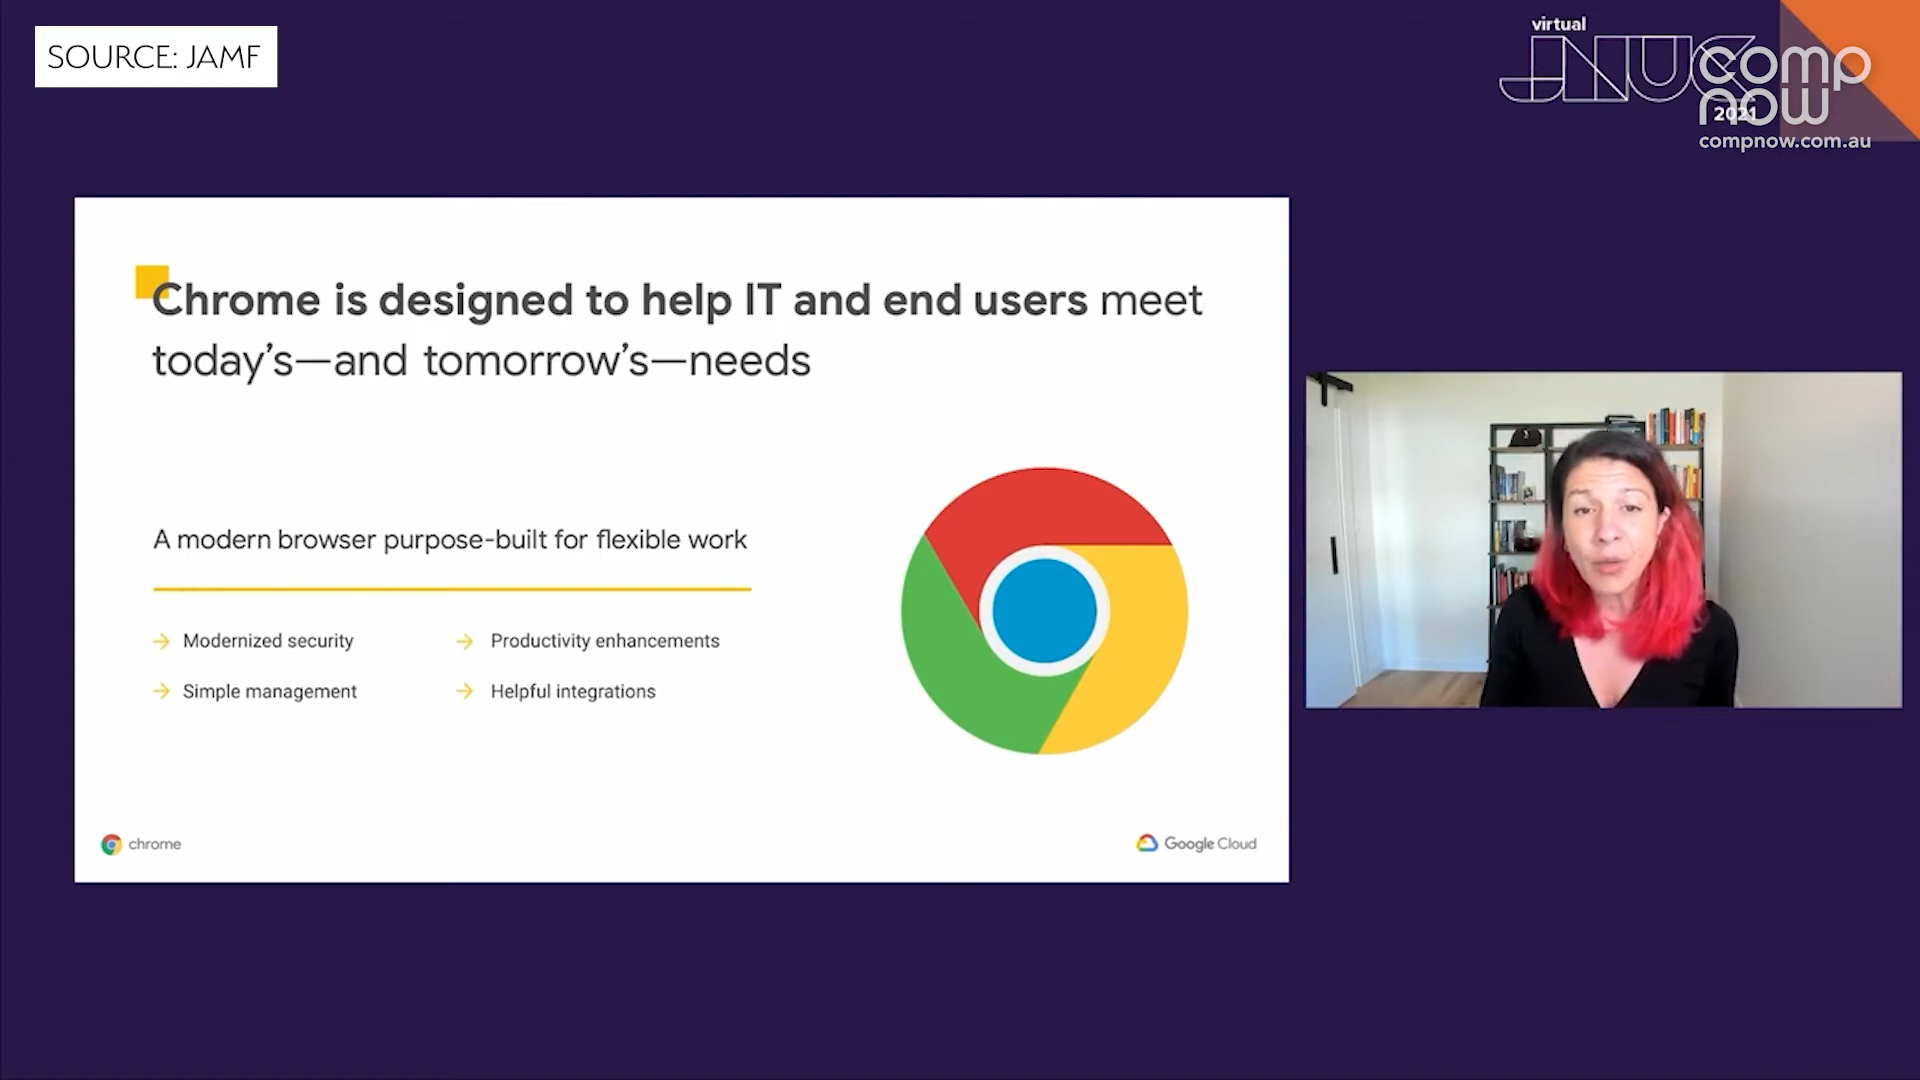 SOURCE: JAMF
virtual
JNUC
2021
comp
now
compnow.com.au
Chrome is designed to help IT and end users meet
today’s—and tomorrow’s—needs
A modern browser purpose-built for flexible work
→ Modernized security
→ Productivity enhancements
→ Simple management
→ Helpful integrations
chrome
Google Cloud